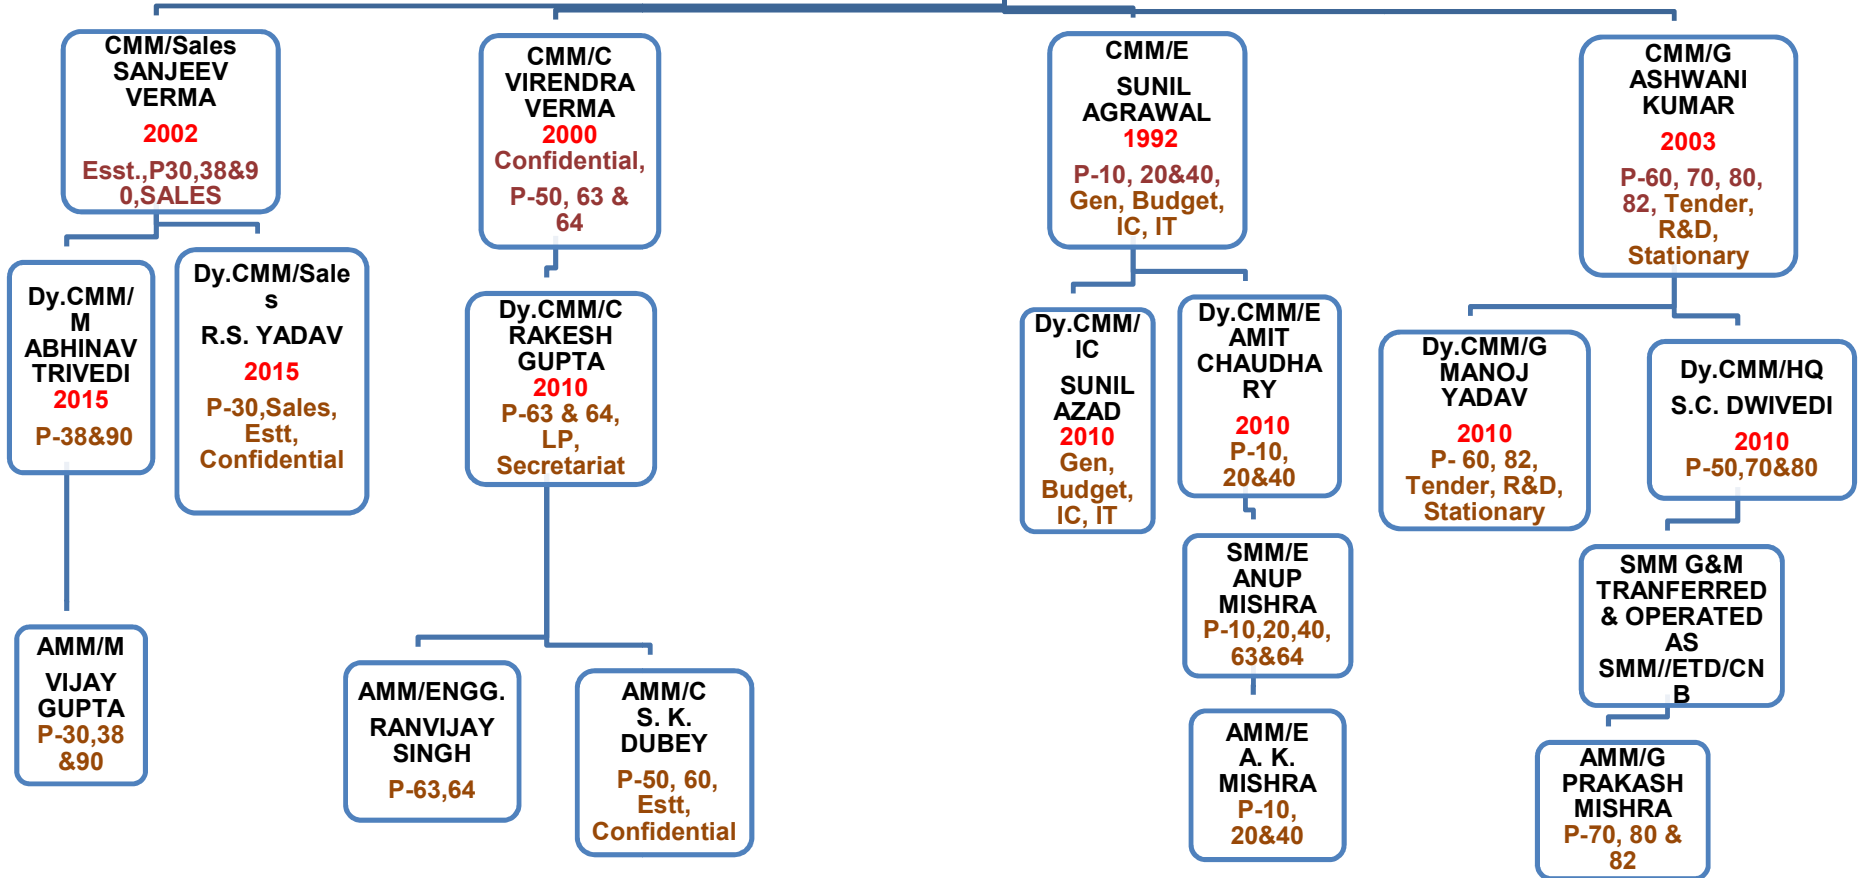 CMM/Sales
SANJEEV
VERMA
2002
Esst.,P30,38&9
0,SALES
CMM/C
VIRENDRA
VERMA
2000
Confidential,
P-50, 63 &
64
CMM/E
SUNIL
AGRAWAL
1992
P-10, 20&40,
Gen, Budget,
IC, IT
CMM/G
ASHWANI
KUMAR
2003
P-60, 70, 80,
82, Tender,
R&D,
Stationary
Dy.CMM/
M
ABHINAV
TRIVEDI
2015
P-38&90
Dy.CMM/Sale
s
R.S. YADAV
2015
P-30,Sales,
Estt,
Confidential
Dy.CMM/C
RAKESH
GUPTA
2010
P-63 & 64,
LP,
Secretariat
Dy.CMM/
IC
SUNIL
AZAD
2010
Gen,
Budget,
IC, IT
Dy.CMM/E
AMIT
CHAUDHA
RY
2010
P-10,
20&40
Dy.CMM/G
MANOJ
YADAV
2010
P- 60, 82,
Tender, R&D,
Stationary
Dy.CMM/HQ
S.C. DWIVEDI
2010
P-50,70&80
SMM/E
ANUP
MISHRA
P-10,20,40,
63&64
SMM G&M
TRANFERRED
& OPERATED
AS
SMM//ETD/CN
B
AMM/M
VIJAY
GUPTA
P-30,38
&90
AMM/ENGG.
RANVIJAY
SINGH
P-63,64
AMM/C
S. K.
DUBEY
P-50, 60,
Estt,
Confidential
AMM/E
A. K.
MISHRA
P-10,
20&40
AMM/G
PRAKASH
MISHRA
P-70, 80 &
82